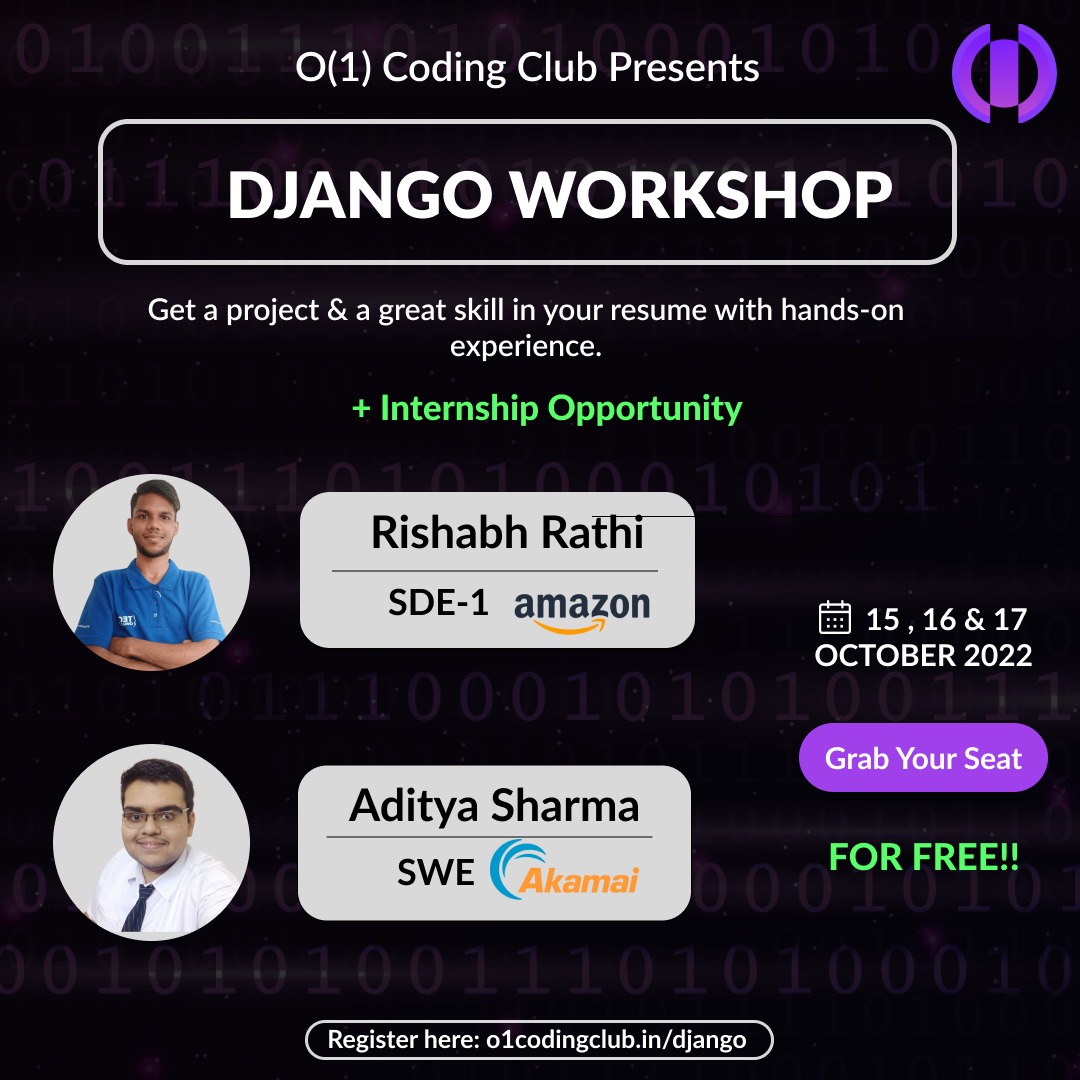 O(1) Coding Club Presents
DJANGO WORKSHOP
Get a project & a great skill in your resume with hands-on
experience.
+ Internship Opportunity
Rishabh Rathi
SDE-1 amazon
Aditya Sharma
SWE Akamai
15 , 16 & 17
OCTOBER 2022
Grab Your Seat
FOR FREE!!
Register here: o1codingclub.in/django